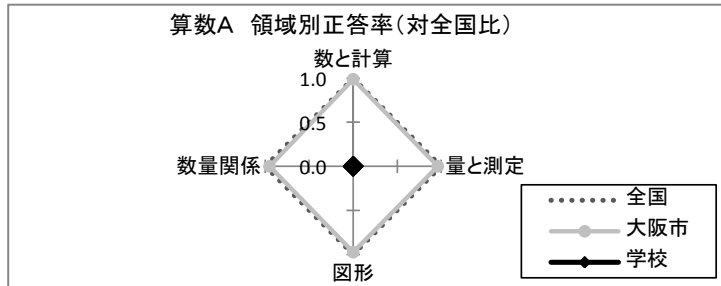 算数A 領域別正答率(対全国比)
数と計算
1.0
0.5
数量関係 0.0 量と測定
図形
全国
大阪市
学校